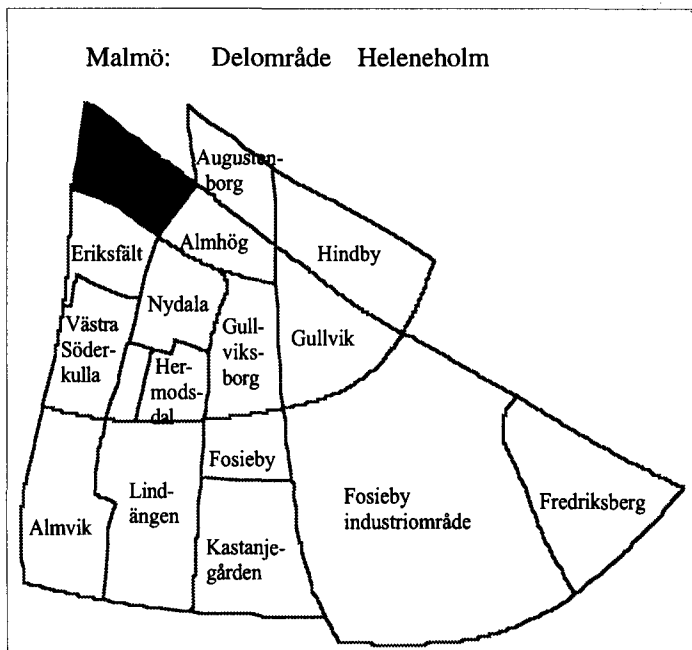 Malmö: Delområde Heleneholm
Augusten-
borg
Almhög
Hindby
Eriksfält
Nydala
Västra
Söder-
kulla
Gull-
viks-
borg
Gullvik
Her-
mods-
dal
Fosieby
Lind-
ängen
Fosieby
industriområde
Fredriksberg
Almvik
Kastanje-
gården